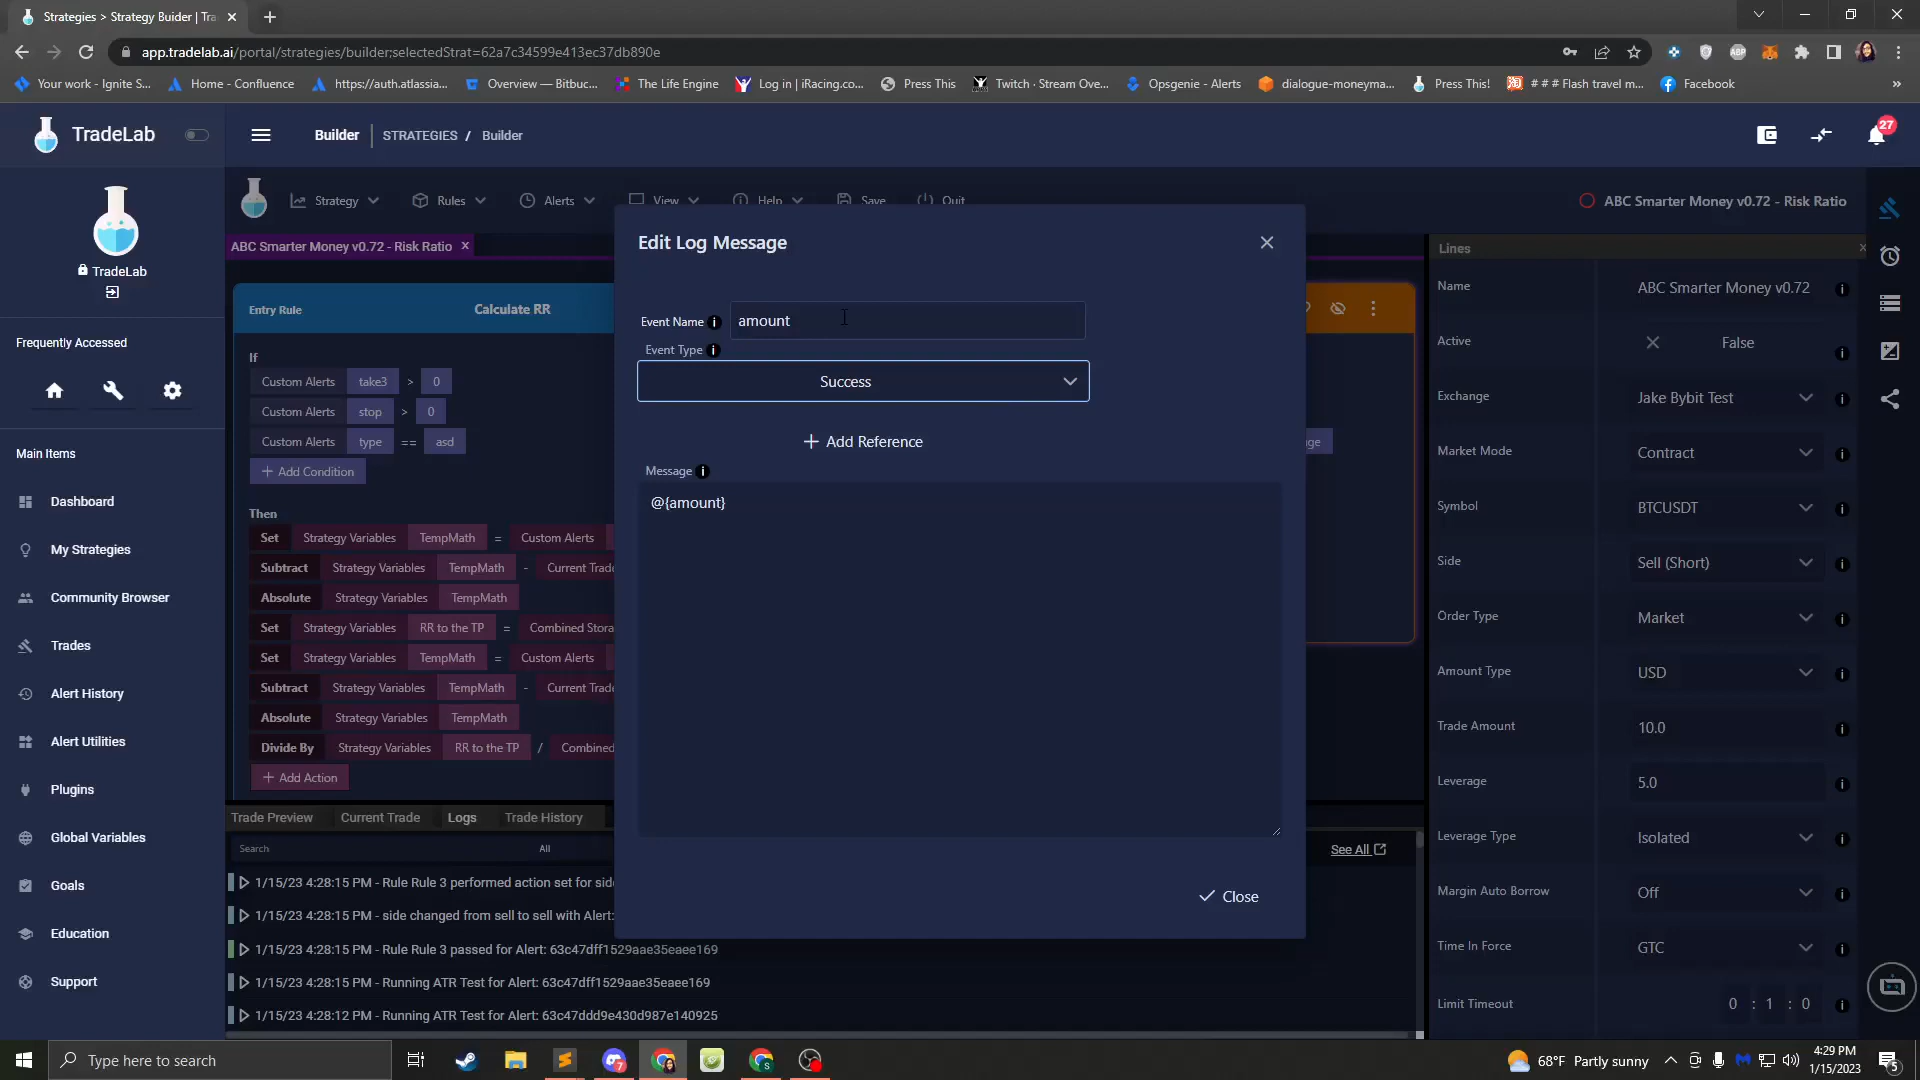 Strategies > Strategy Buider | Tra
app.tradelab.ai/portal/strategies/builder;selectedStrat=62a7c34599e413ec37db890e
Your work - Ignite S...
Home - Confluence
https://auth.atlassia...
Overview — Bitbuc...
The Life Engine
Log in | iRacing.co...
Press This
Twitch · Stream Ove...
Opsgenie - Alerts
dialogue-moneyma...
Press This!
# # # Flash travel m...
Facebook
TradeLab
Builder
STRATEGIES / Builder
27
Strategy
Rules
Alerts
View
Help
Save
Quit
ABC Smarter Money v0.72 - Risk Ratio
TradeLab
Frequently Accessed
Main Items
Dashboard
My Strategies
Community Browser
Trades
Alert History
Alert Utilities
Plugins
Global Variables
Goals
Education
Support
ABC Smarter Money v0.72 - Risk Ratio
Entry Rule
Calculate RR
If
Custom Alerts take3 > 0
Custom Alerts stop > 0
Custom Alerts type == asd
+ Add Condition
Then
Set Strategy Variables TempMath = Custom Alerts
Subtract Strategy Variables TempMath - Current Trade
Absolute Strategy Variables TempMath
Set Strategy Variables RR to the TP = Combined Stora
Set Strategy Variables TempMath = Custom Alerts
Subtract Strategy Variables TempMath - Current Trade
Absolute Strategy Variables TempMath
Divide By Strategy Variables RR to the TP / Combined
+ Add Action
Edit Log Message
Event Name
amount
Event Type
Success
+ Add Reference
Message
@{amount}
Close
ge
Trade Preview
Current Trade
Logs
Trade History
Search
All
See All
1/15/23 4:28:15 PM - Rule Rule 3 performed action set for sid
1/15/23 4:28:15 PM - side changed from sell to sell with Alert:
1/15/23 4:28:15 PM - Rule Rule 3 passed for Alert: 63c47dff1529aae35eaee169
1/15/23 4:28:15 PM - Running ATR Test for Alert: 63c47dff1529aae35eaee169
1/15/23 4:28:12 PM - Running ATR Test for Alert: 63c47ddd9e430d987e140925
Lines
Name
ABC Smarter Money v0.72
Active
False
Exchange
Jake Bybit Test
Market Mode
Contract
Symbol
BTCUSDT
Side
Sell (Short)
Order Type
Market
Amount Type
USD
Trade Amount
10.0
Leverage
5.0
Leverage Type
Isolated
Margin Auto Borrow
Off
Time In Force
GTC
Limit Timeout
0 : 1 : 0
Type here to search
7
68°F Partly sunny
4:29 PM
1/15/2023
5